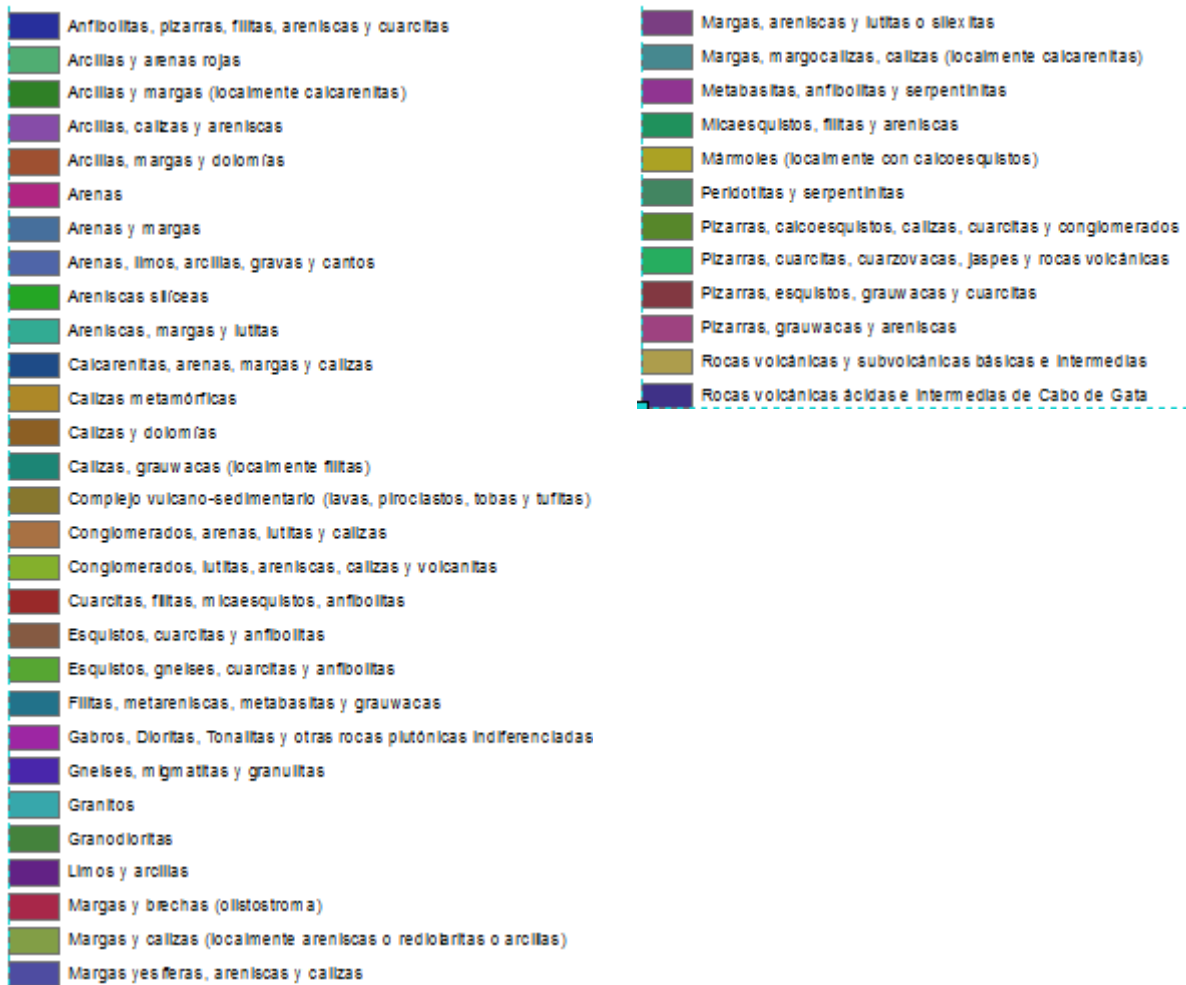 Anfibolitas, pizarras, filitas, areniscas y cuarcitas
Arcillas y arenas rojas
Arcillas y margas (localmente calcarenitas)
Arcillas, calizas y areniscas
Arcillas, margas y dolomías
Arenas
Arenas y margas
Arenas, limos, arcillas, gravas y cantos
Areniscas silíceas
Areniscas, margas y lutitas
Calcarenitas, arenas, margas y calizas
Calizas metamórficas
Calizas y dolomías
Calizas, grauwacas (localmente filitas)
Complejo vulcano-sedimentario (lavas, piroclastos, tobas y tufitas)
Conglomerados, arenas, lutitas y calizas
Conglomerados, lutitas, areniscas, calizas y volcanitas
Cuarcitas, filitas, micaesquistos, anfibolitas
Esquistos, cuarcitas y anfibolitas
Esquistos, gneises, cuarcitas y anfibolitas
Filitas, metareniscas, metabasitas y grauwacas
Gabros, Dioritas, Tonalitas y otras rocas plutónicas indiferenciadas
Gneises, migmatitas y granulitas
Granitos
Granodioritas
Limos y arcillas
Margas y brechas (olistostroma)
Margas y calizas (localmente areniscas o rediolaritas o arcillas)
Margas yesíferas, areniscas y calizas
Margas, areniscas y lutitas o silexitas
Margas, margocalizas, calizas (localmente calcarenitas)
Metabasitas, anfibolitas y serpentinitas
Micaesquistos, filitas y areniscas
Mármoles (localmente con calcoesquistos)
Peridotitas y serpentinitas
Pizarras, calcoesquistos, calizas, cuarcitas y conglomerados
Pizarras, cuarcitas, cuarzovacas, jaspes y rocas volcánicas
Pizarras, esquistos, grauwacas y cuarcitas
Pizarras, grauwacas y areniscas
Rocas volcánicas y subvolcánicas básicas e intermedias
Rocas volcánicas ácidas e intermedias de Cabo de Gata